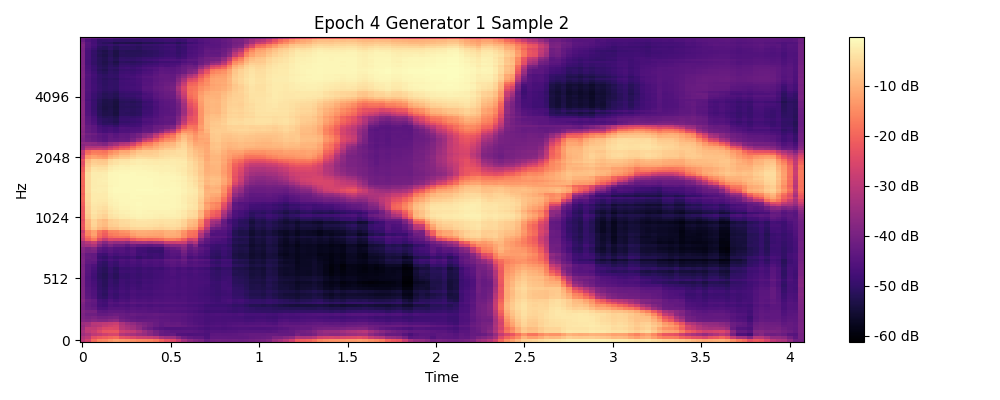 Epoch 4 Generator 1 Sample 2
Hz
4096
2048
1024
512
0
0 0.5 1 1.5 2 2.5 3 3.5 4
Time
-10 dB
-20 dB
-30 dB
-40 dB
-50 dB
-60 dB